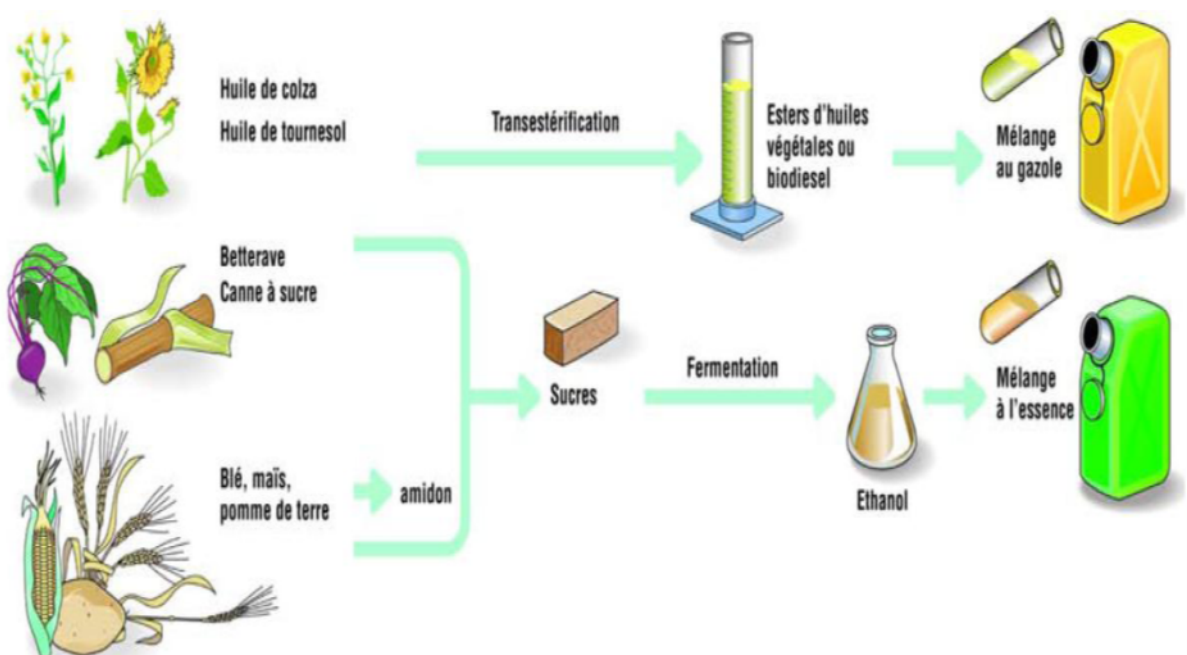 Huile de colza
Huile de tournesol
Transestérification
Esters d'huiles
végétales ou
biodiesel
Mélange
au gazole
Betterave
Canne à sucre
Sucres
Fermentation
Ethanol
Mélange
à l'essence
Blé, maïs,
pomme de terre
amidon